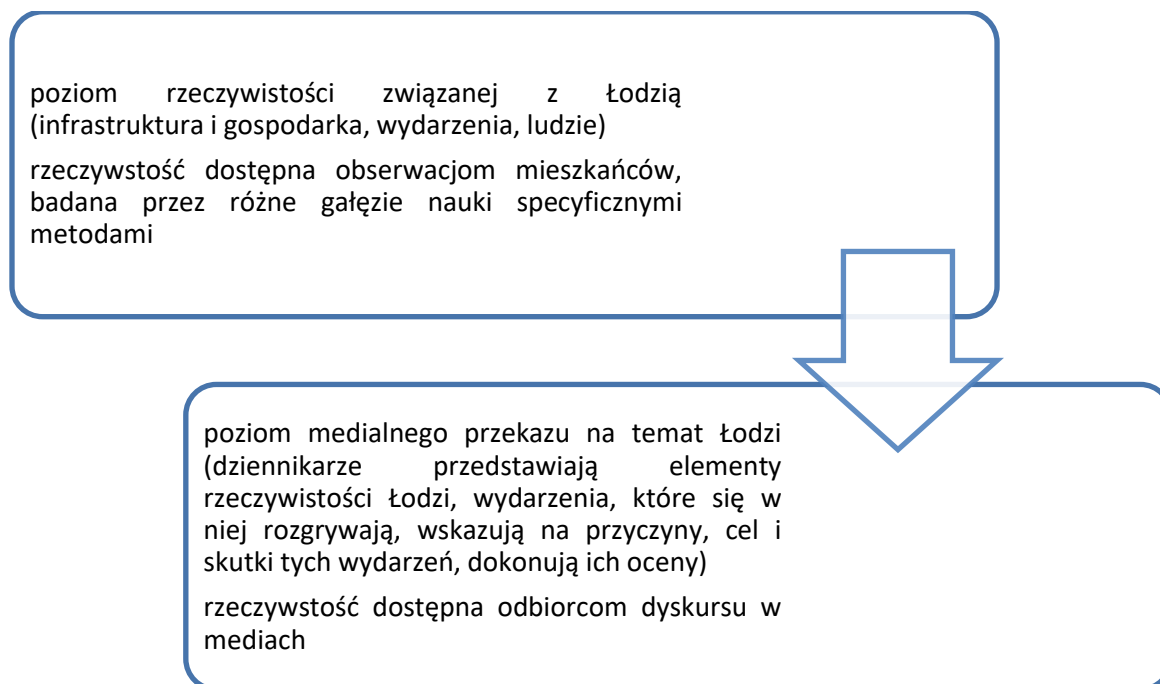 poziom rzeczywistości związanej z Łodzią
(infrastruktura i gospodarka, wydarzenia, ludzie)
rzeczywstość dostępna obserwacjom mieszkańców,
badana przez różne gałęzie nauki specyficznymi
metodami
poziom medialnego przekazu na temat Łodzi
(dziennikarze przedstawiają elementy
rzeczywistości Łodzi, wydarzenia, które się w
niej rozgrywają, wskazują na przyczyny, cel i
skutki tych wydarzeń, dokonują ich oceny)
rzeczywstość dostępna odbiorcom dyskursu w
mediach